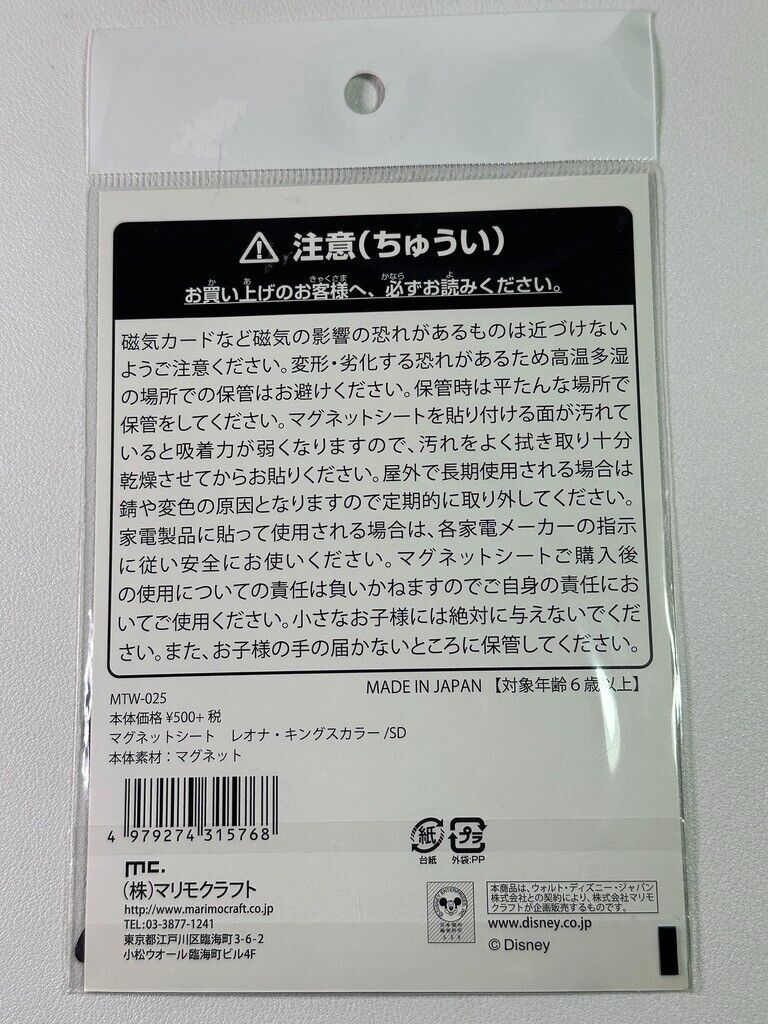 注意(ちゅうい)
お買い上げのお客様へ、必ずお読みください。
磁気カードなど磁気の影響の恐れがあるものは近づけない
ようご注意ください。変形・劣化する恐れがあるため高温多湿
の場所での保管はお避けください。保管時は平たんな場所で
保管をしてください。マグネットシートを貼り付ける面が汚れて
いると吸着力が弱くなりますので、汚れをよく拭き取り十分
乾燥させてからお貼りください。屋外で長期使用される場合は
錆や変色の原因となりますので定期的に取り外してください。
家電製品に貼って使用される場合は、各家電メーカーの指示
に従い安全にお使いください。マグネットシートご購入後
の使用についての責任は負いかねますのでご自身の責任にお
いてご使用ください。小さなお子様には絶対に与えないでくだ
さい。また、お子様の手の届かないところに保管してください。
MADE IN JAPAN 【対象年齢6歳以上】
MTW-025
本体価格 ¥500+ 税
マグネットシート レオナ・キングスカラー /SD
本体素材：マグネット
4 979274 315768
紙 プラ
台紙 外袋:PP
mc.
(株)マリモクラフト
http://www.marimocraft.co.jp
TEL:03-3877-1241
東京都江戸川区臨海町3-6-2
小松ウオール臨海町ビル4F
本商品は、ウォルト・ディズニー・ジャパン
株式会社との契約により、株式会社マリモ
クラフトが企画販売するものです。
www.disney.co.jp
© Disney